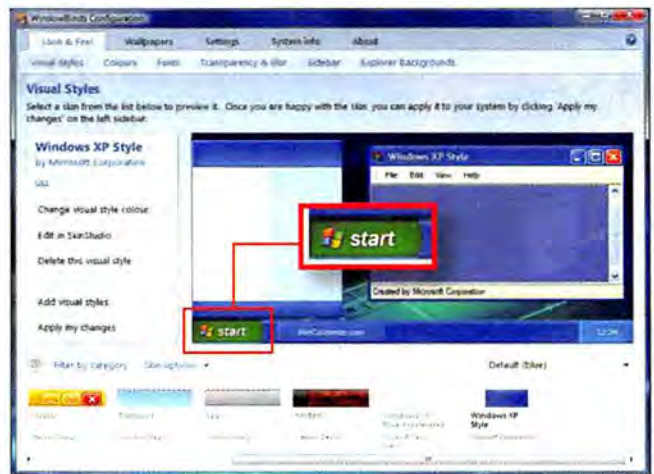 WindowBlinds Configuration
Look & Feel Wallpapers Settings System info About
Visual Styles Colours Fonts Transparency & Blur Sidebar Explorer Backgrounds
Visual Styles
Select a skin from the list below to preview it. Once you are happy with the skin, you can apply it to your system by clicking 'Apply my
changes' on the left sidebar.
Windows XP Style
by Microsoft Corporation
Change visual style colour
Edit in SkinStudio
Delete this visual style
Add visual styles
Apply my changes
Windows XP Style
File Edit View Help
start
Created by Microsoft Corporation
start
WinCustomize.com
Filter by category Skin options
Default (blue)
Windows XP
Style